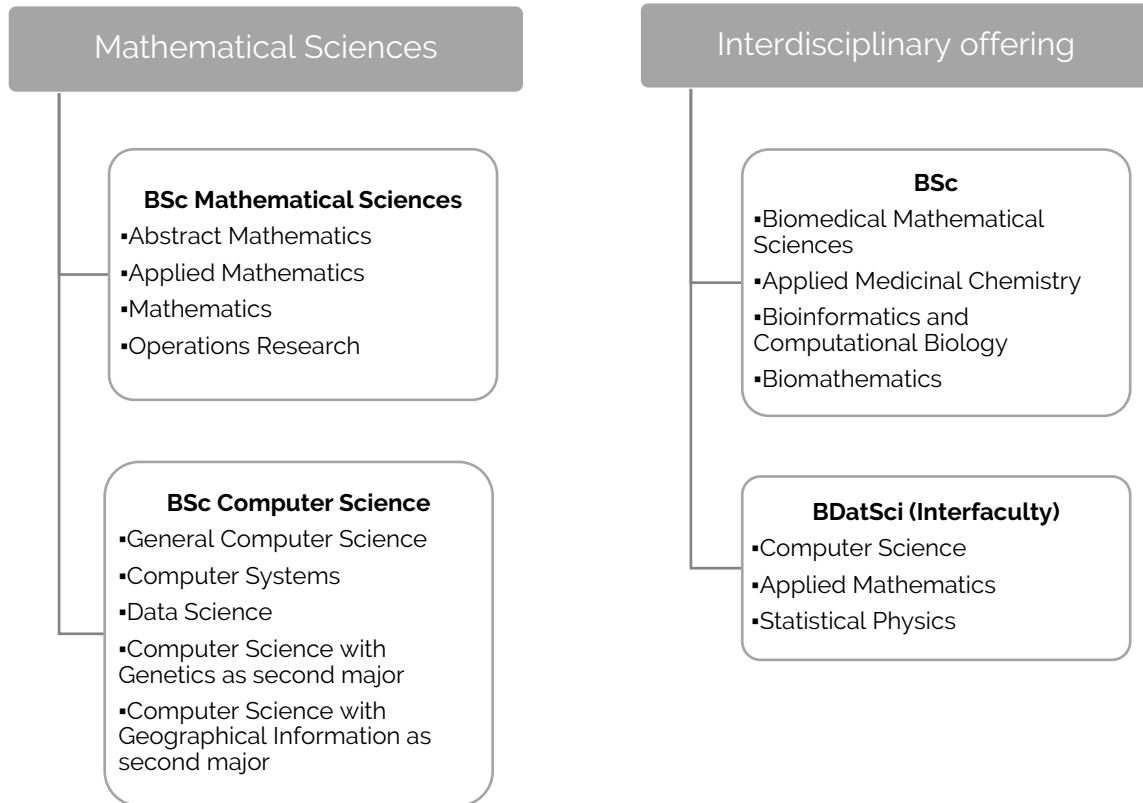 Mathematical Sciences
BSc Mathematical Sciences
▪Abstract Mathematics
▪Applied Mathematics
▪Mathematics
▪Operations Research
BSc Computer Science
▪General Computer Science
▪Computer Systems
▪Data Science
▪Computer Science with
Genetics as second major
▪Computer Science with
Geographical Information as
second major
Interdisciplinary offering
BSc
▪Biomedical Mathematical
Sciences
▪Applied Medicinal Chemistry
▪Bioinformatics and
Computational Biology
▪Biomathematics
BDatSci (Interfaculty)
▪Computer Science
▪Applied Mathematics
▪Statistical Physics